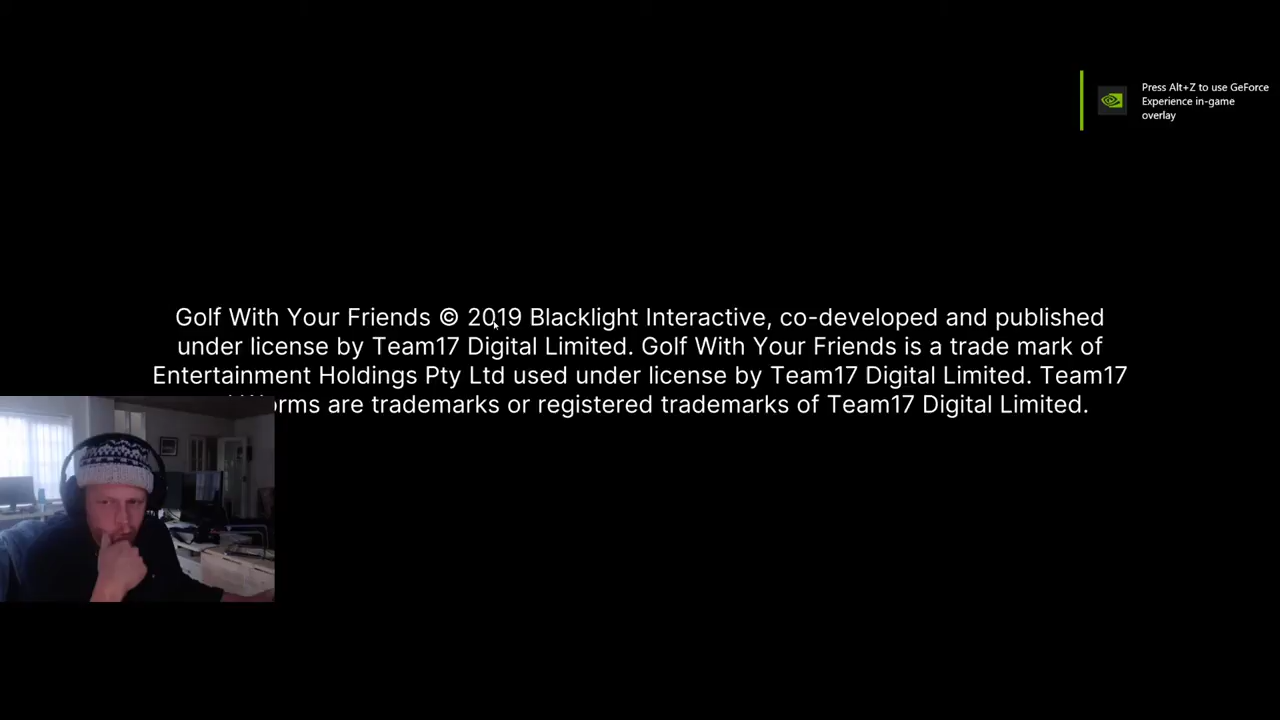 Press Alt+Z to use GeForce
Experience in-game
overlay
Golf With Your Friends © 2019 Blacklight Interactive, co-developed and published
under license by Team17 Digital Limited. Golf With Your Friends is a trade mark of
Entertainment Holdings Pty Ltd used under license by Team17 Digital Limited. Team17
Worms are trademarks or registered trademarks of Team17 Digital Limited.